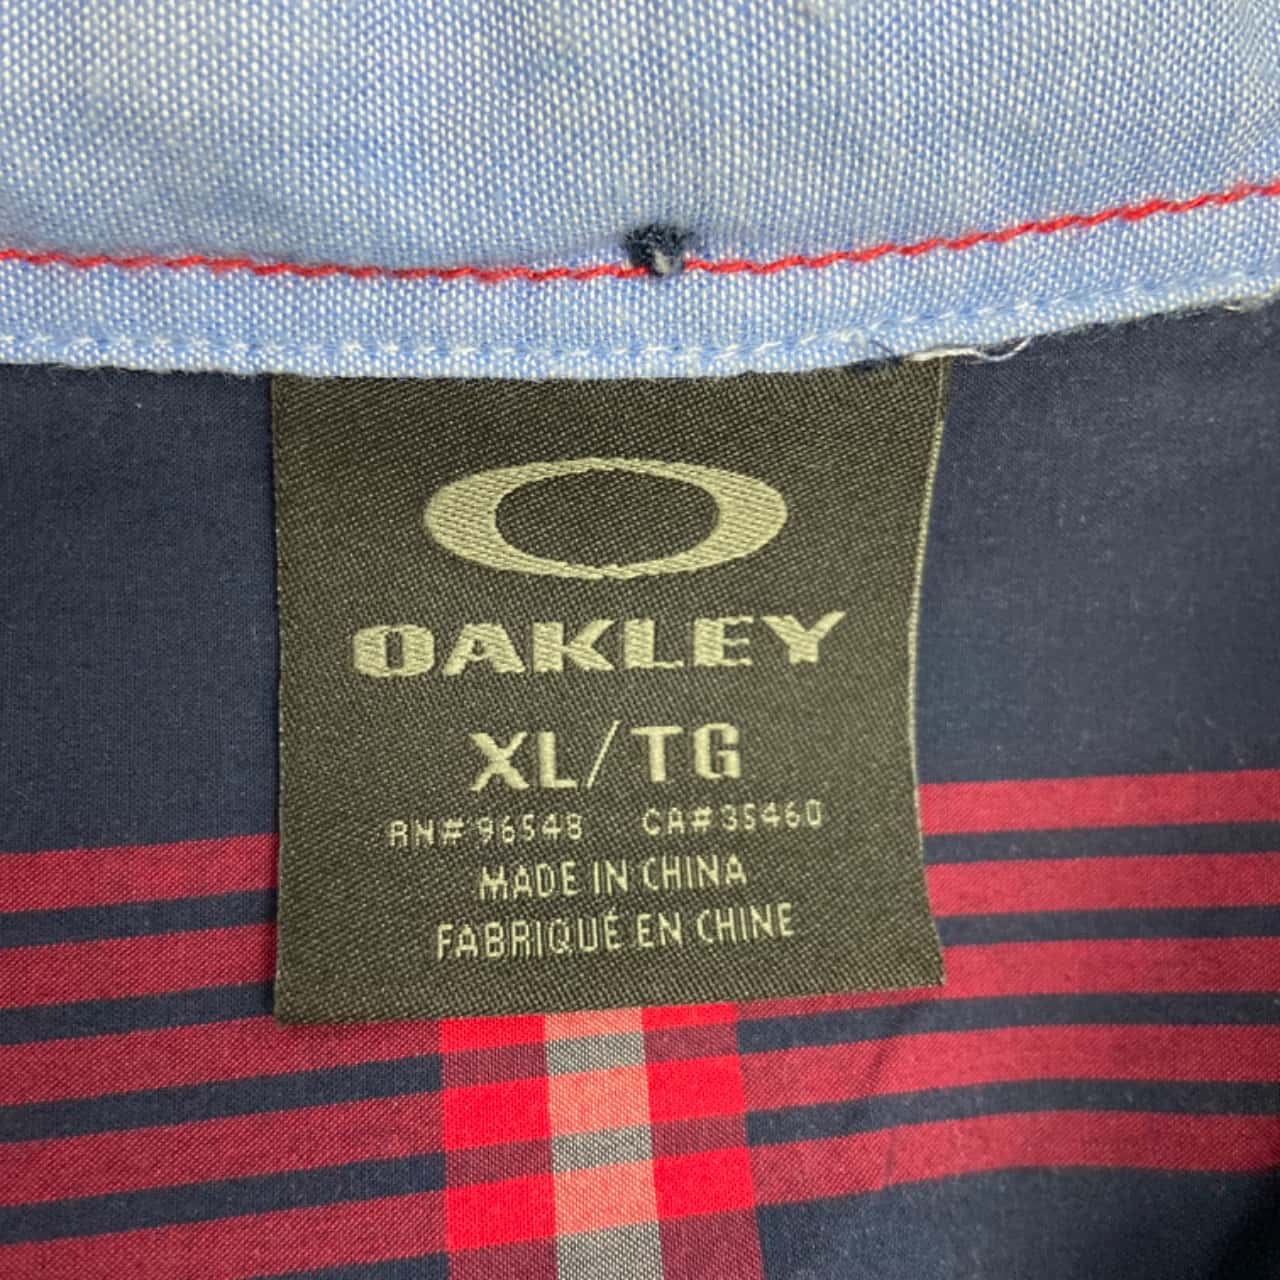 OAKLEY
XL/TG
RN# 96548 CA# 35460
MADE IN CHINA
FABRIQUÉ EN CHINE